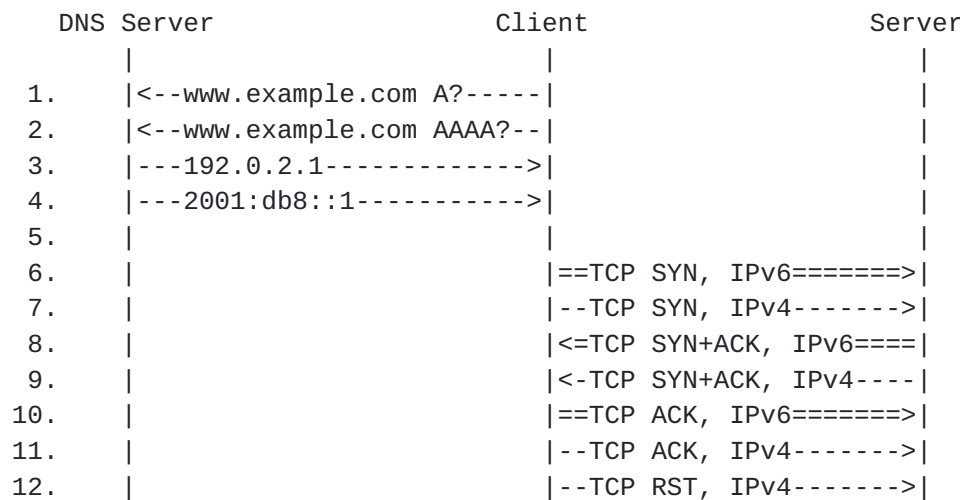 DNS Server                  Client                  Server
     |                          |                       |
 1.  |<--www.example.com A?-----|                       |
 2.  |<--www.example.com AAAA?--|                       |
 3.  |---192.0.2.1------------->|                       |
 4.  |---2001:db8::1----------->|                       |
 5.  |                          |                       |
 6.  |                          |==TCP SYN, IPv6=======>|
 7.  |                          |--TCP SYN, IPv4------->|
 8.  |                          |<=TCP SYN+ACK, IPv6====|
 9.  |                          |<-TCP SYN+ACK, IPv4----|
10.  |                          |==TCP ACK, IPv6=======>|
11.  |                          |--TCP ACK, IPv4------->|
12.  |                          |--TCP RST, IPv4------->|